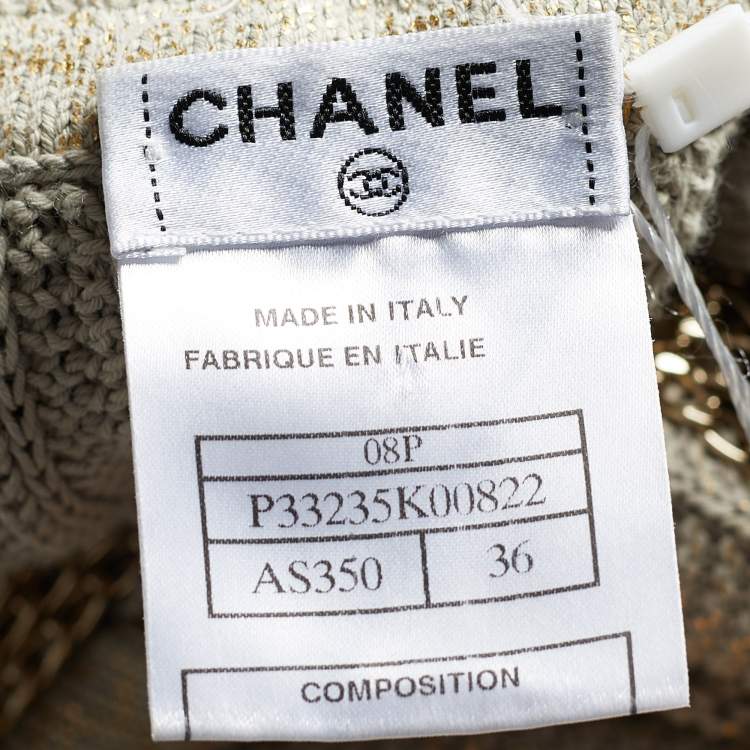 CHANEL
MADE IN ITALY
FABRIQUE EN ITALIE
08P
P33235K00822
AS350 36
COMPOSITION